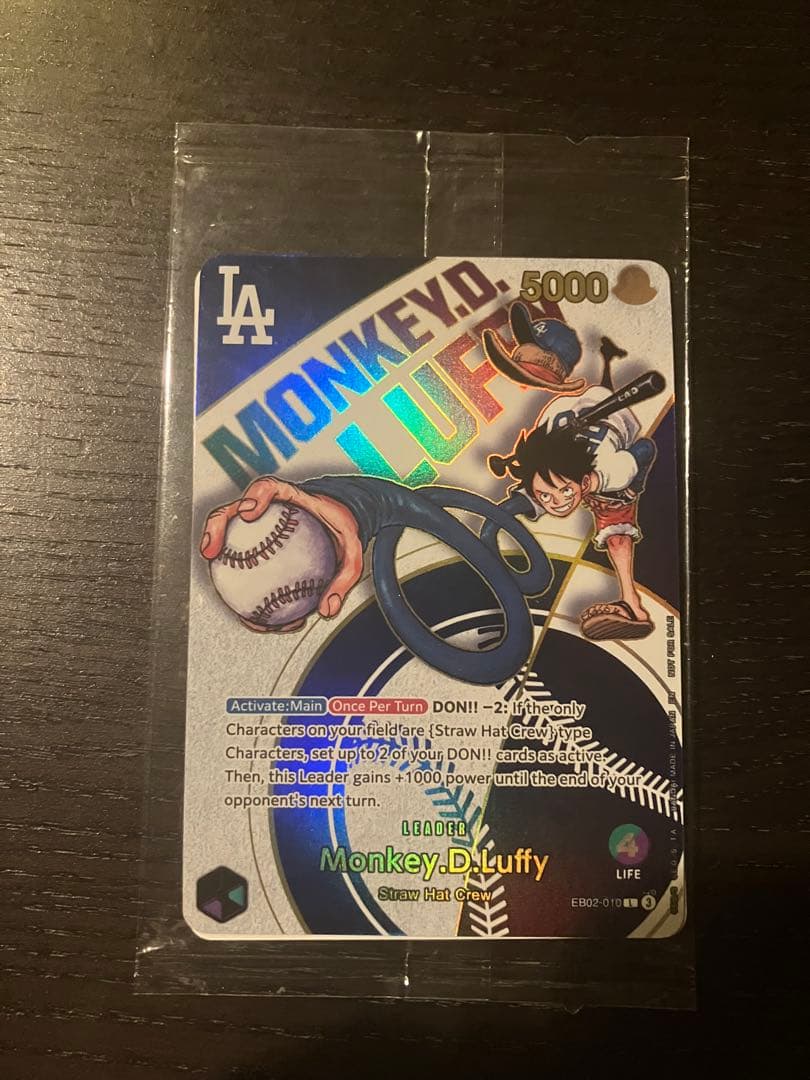 LA
MONKEY.D.
LUFFY
5000
Activate:Main Once Per Turn DON!! −2: If the only
Characters on your field are {Straw Hat Crew} type
Characters, set up to 2 of your DON!! cards as active.
Then, this Leader gains +1000 power until the end of your
opponent's next turn.
LEADER
Monkey.D.Luffy
Straw Hat Crew
4
LIFE
EB02-010 L 3
MADE IN JAPAN
NOT FOR SALE